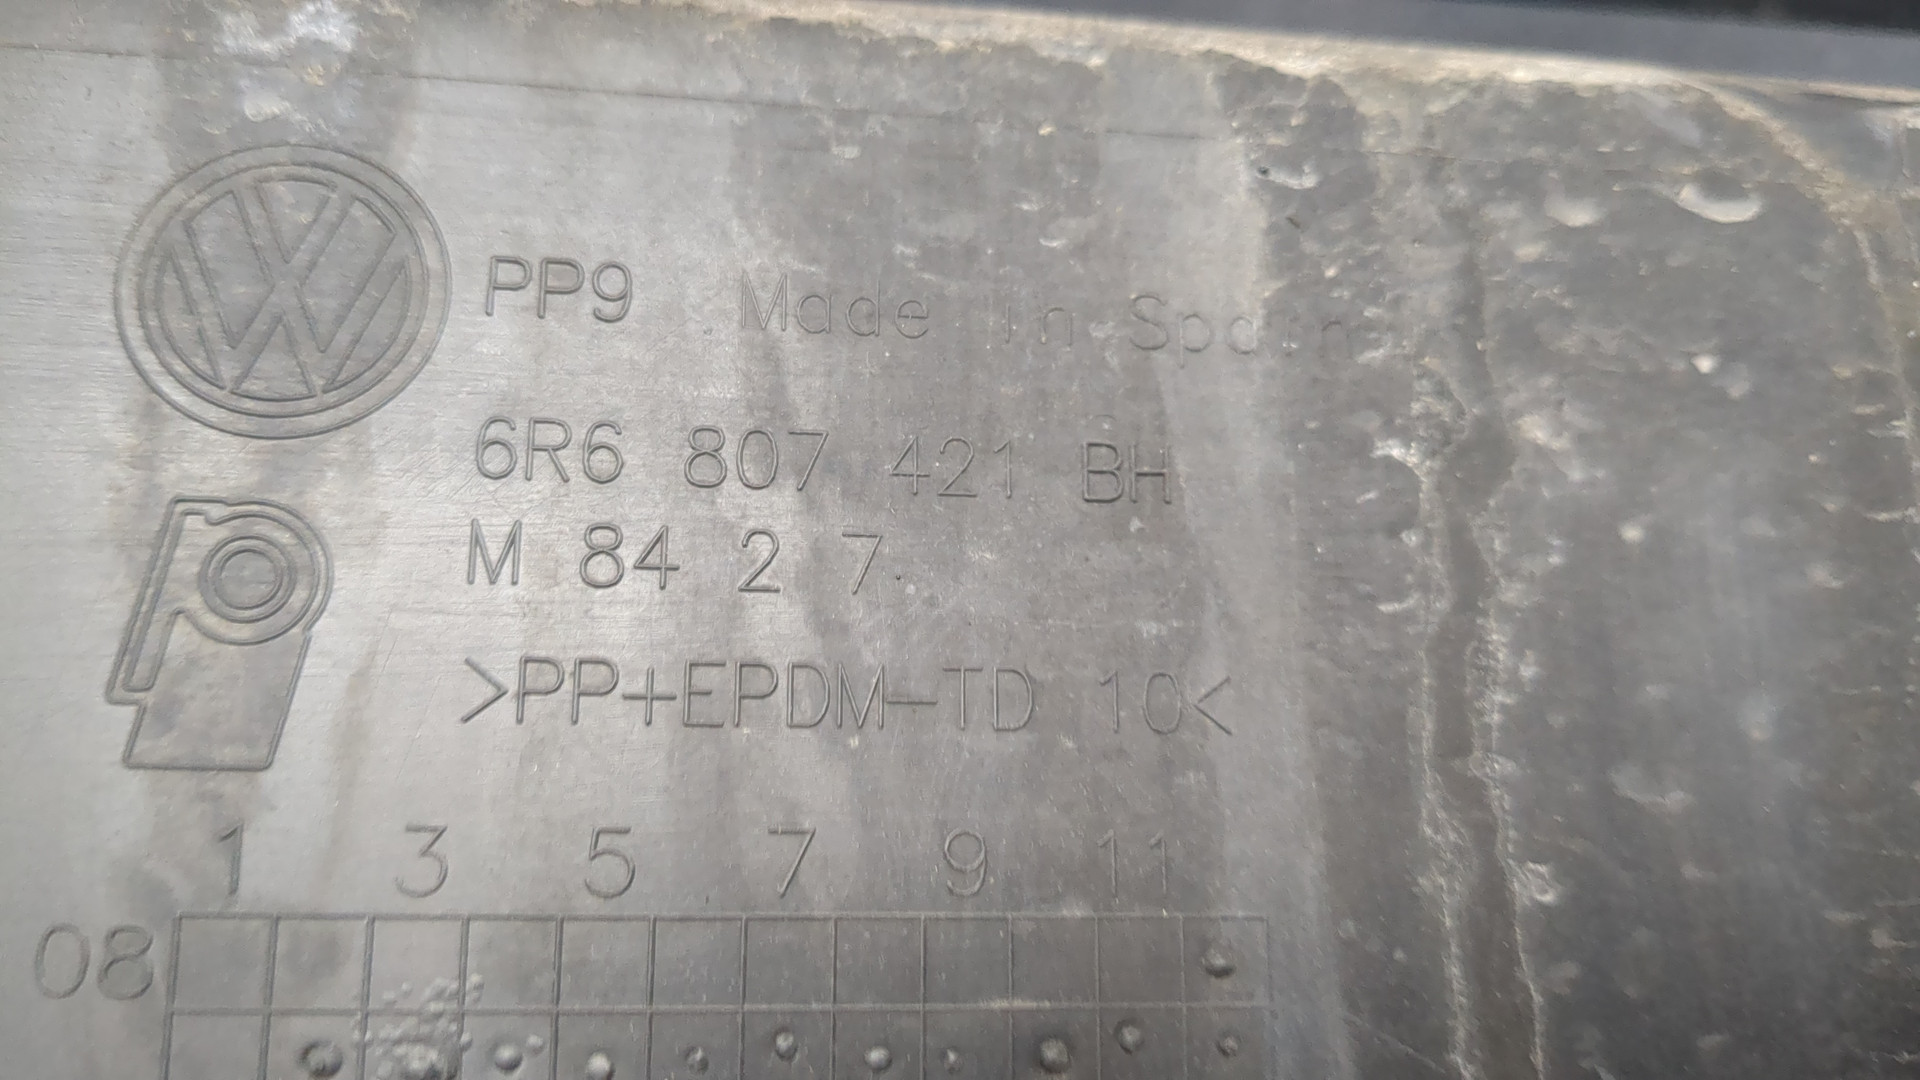 PP9 Made in Spain
6R6 807 421 BH
M 84 2 7
>PP+EPDM-TD 10<
1 3 5 7 9 11
08